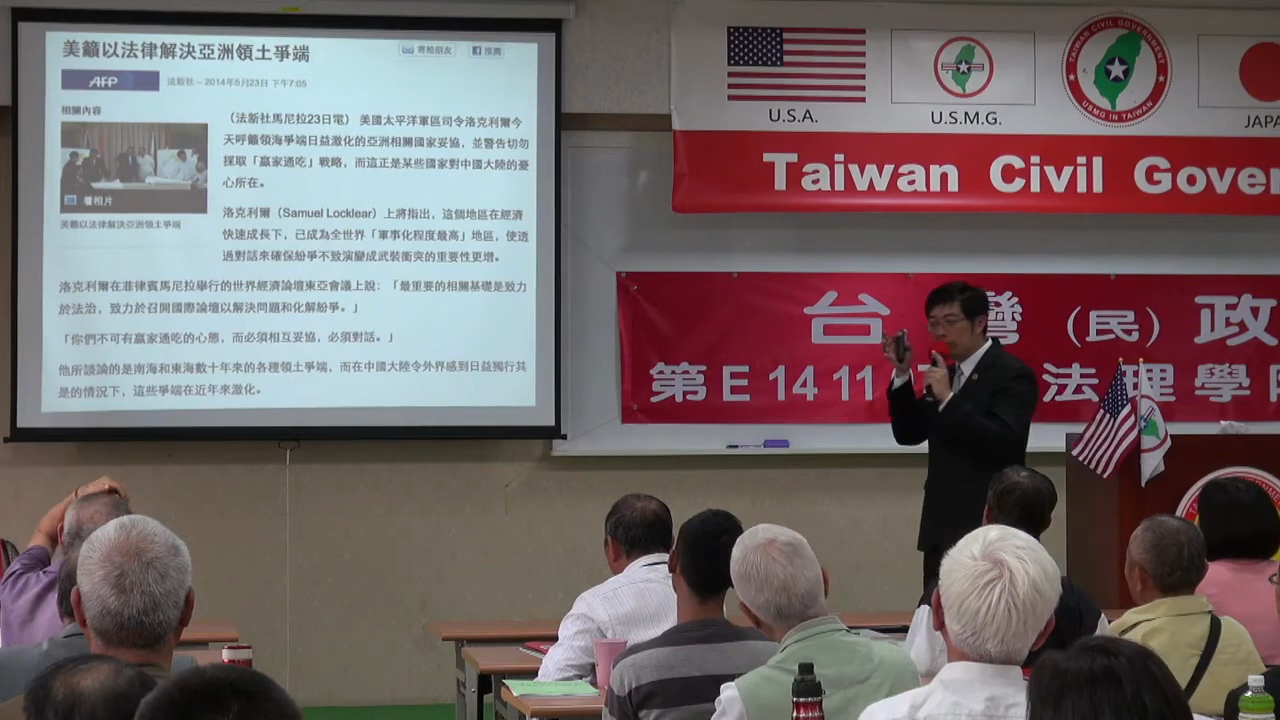 美籲以法律解決亞洲領土爭端
寄給朋友
推薦
AFP
法新社 – 2014年5月23日 下午7:05
相關內容
看相片
美籲以法律解決亞洲領土爭端
（法新社馬尼拉23日電） 美國太平洋軍區司令洛克利爾今
天呼籲領海爭端日益激化的亞洲相關國家妥協，並警告切勿
採取「贏家通吃」戰略，而這正是某些國家對中國大陸的憂
心所在。
洛克利爾（Samuel Locklear）上將指出，這個地區在經濟
快速成長下，已成為全世界「軍事化程度最高」地區，使透
過對話來確保紛爭不致演變成武裝衝突的重要性更增。
洛克利爾在菲律賓馬尼拉舉行的世界經濟論壇東亞會議上說：「最重要的相關基礎是致力
於法治，致力於召開國際論壇以解決問題和化解紛爭。」
「你們不可有贏家通吃的心態，而必須相互妥協，必須對話。」
他所談論的是南海和東海數十年來的各種領土爭端，而在中國大陸令外界感到日益獨行其
是的情況下，這些爭端在近年來激化。
U.S.A.
U.S.M.G.
TAIWAN CIVIL GOVERNMENT
USMG IN TAIWAN
JAPA
Taiwan Civil Gover
台灣（民）政
第E1411
法理學